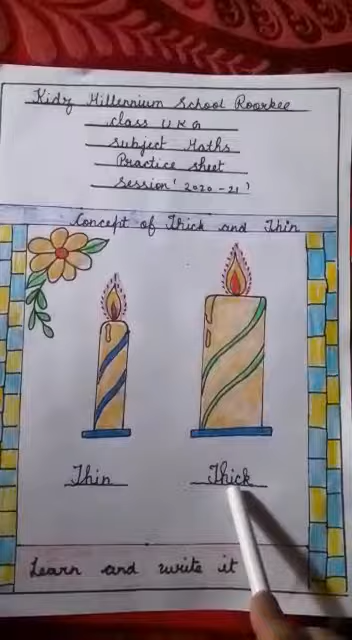 Kidz Millennium School Roorkee
Class U K G
Subject Maths
Practice sheet
Session '2020-21'
Concept of Thick and Thin
Thin
Thick
Learn and write it